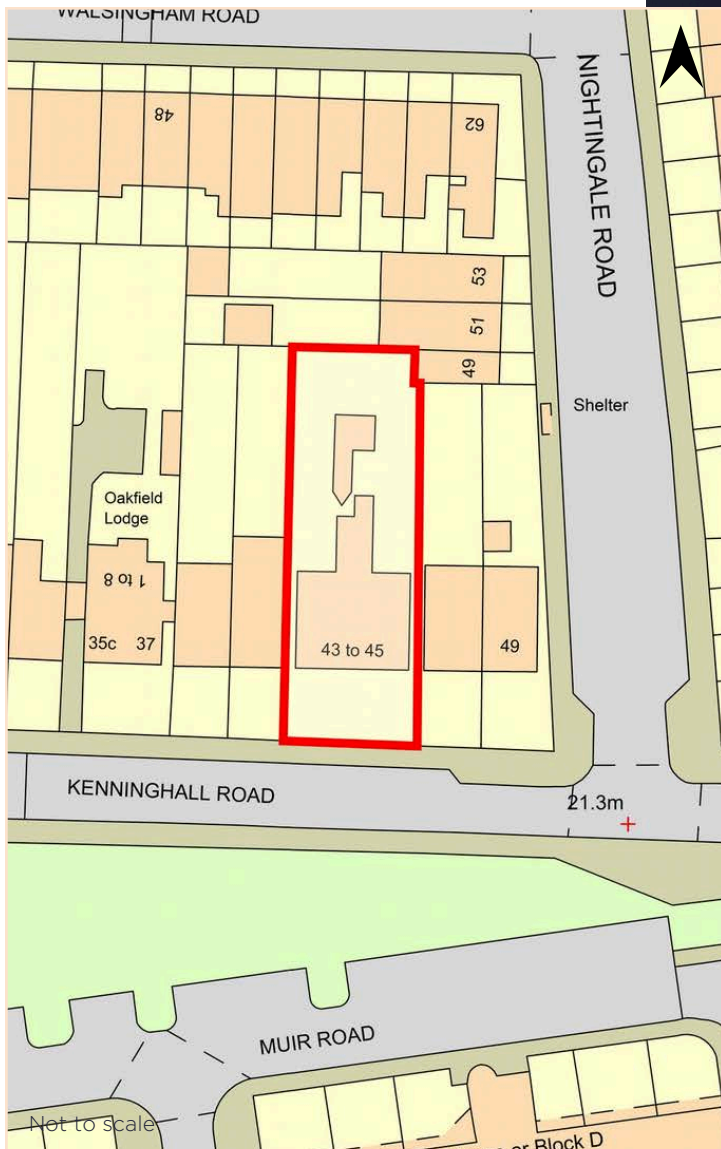 WALSINGHAM ROAD
NIGHTINGALE ROAD
48
62
53
51
49
Shelter
Oakfield
Lodge
1 to 8
35c 37
43 to 45
49
KENNINGHALL ROAD
21.3m
MUIR ROAD
Not to scale
Block D